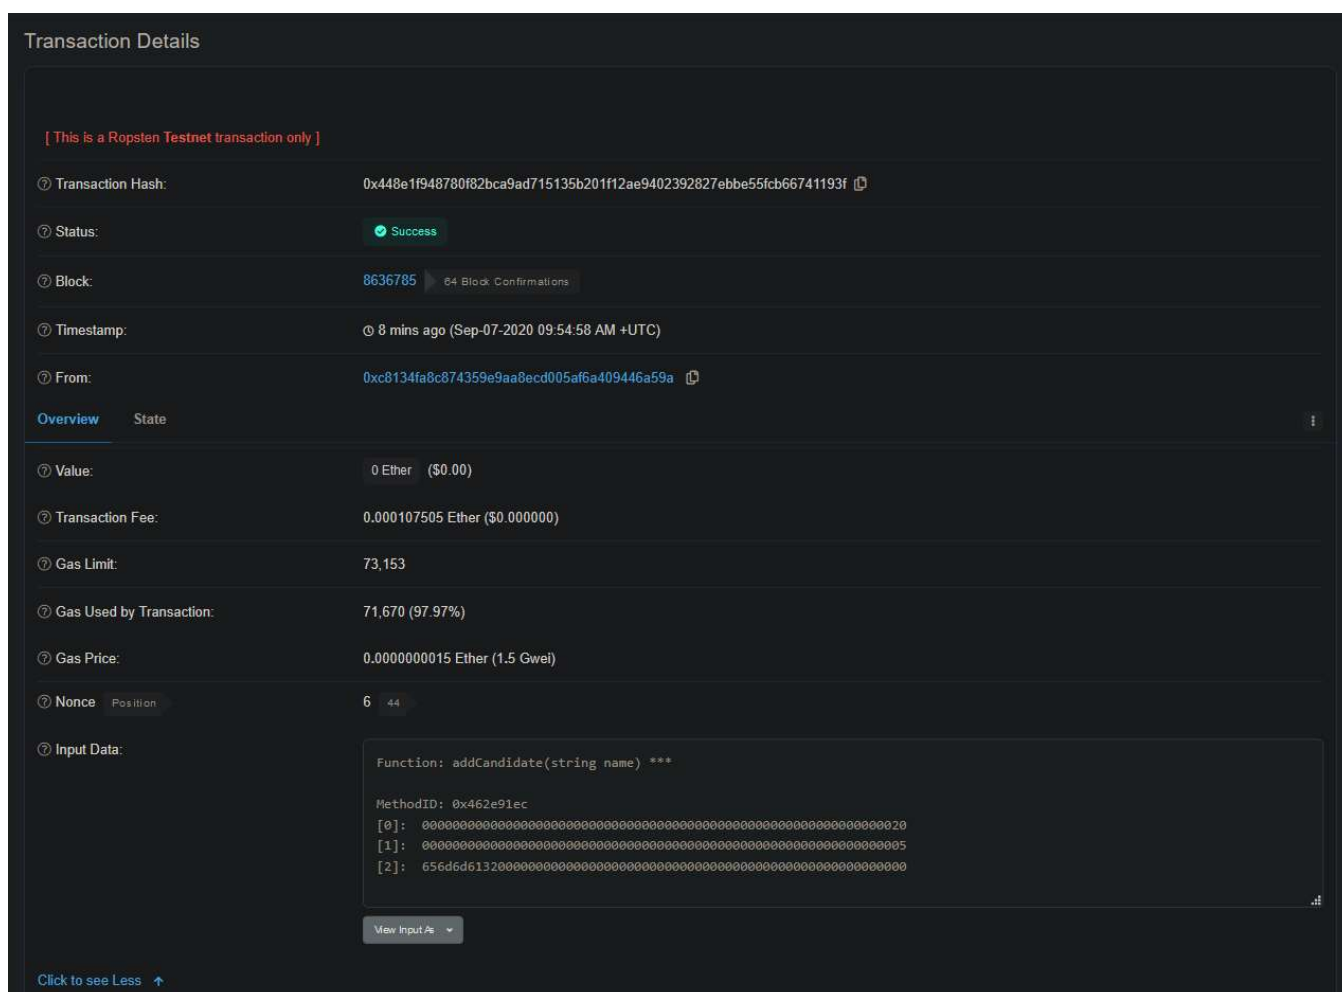 Transaction Details
[ This is a Ropsten Testnet transaction only ]
Transaction Hash: 0x448e1f948780f82bca9ad715135b201f12ae9402392827ebbe55fcb66741193f
Status: Success
Block: 8636785 64 Block Confirmations
Timestamp: 8 mins ago (Sep-07-2020 09:54:58 AM +UTC)
From: 0xc8134fa8c874359e9aa8ecd005af6a409446a59a
Overview State
Value: 0 Ether ($0.00)
Transaction Fee: 0.000107505 Ether ($0.000000)
Gas Limit: 73,153
Gas Used by Transaction: 71,670 (97.97%)
Gas Price: 0.0000000015 Ether (1.5 Gwei)
Nonce Position 6 44
Input Data:
Function: addCandidate(string name) ***
MethodID: 0x462e91ec
[0]: 0000000000000000000000000000000000000000000000000000000000000020
[1]: 0000000000000000000000000000000000000000000000000000000000000005
[2]: 656d6d6132000000000000000000000000000000000000000000000000000000
View Input As
Click to see Less